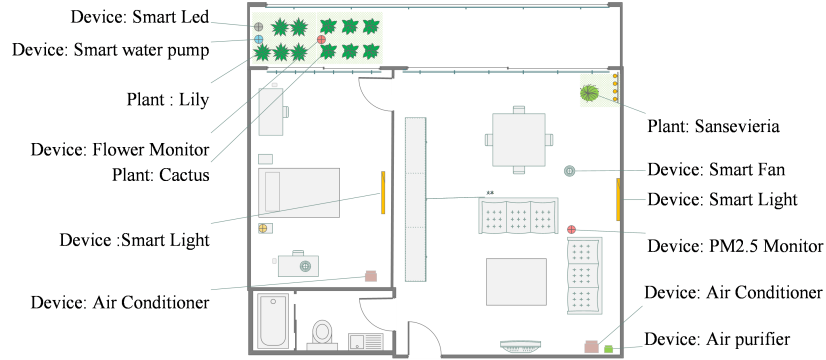 Device: Smart Led
Device: Smart water pump
Plant : Lily
Device: Flower Monitor
Plant: Cactus
Device :Smart Light
Device: Air Conditioner
**
Plant: Sansevieria
Device: Smart Fan
Device: Smart Light
Device: PM2.5 Monitor
Device: Air Conditioner
Device: Air purifier